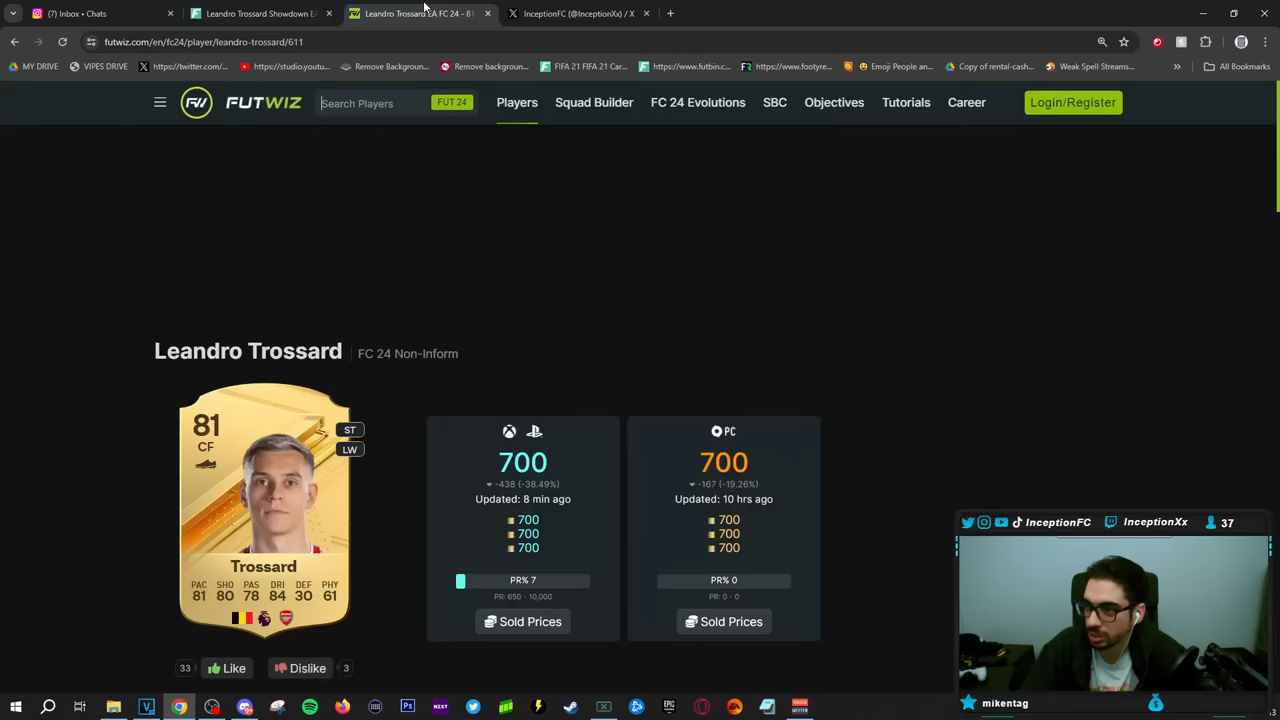 (7) Inbox • Chats
Leandro Trossard Showdown EA
Leandro Trossard EA FC 24 - 81
InceptionFC (@InceptionXx) / X
futwiz.com/en/fc24/player/leandro-trossard/611
MY DRIVE
VIPES DRIVE
https://twitter.com/...
https://studio.youtu...
Remove Backgroun...
Remove backgroun...
FIFA 21 FIFA 21 Car...
https://www.futbin.c...
https://www.footyre...
Emoji People an...
Copy of rental-cash...
Weak Spell Streams...
All Bookmarks
FW FUTWIZ
Search Players
FUT 24
Players
Squad Builder
FC 24 Evolutions
SBC
Objectives
Tutorials
Career
Login/Register
Leandro Trossard
FC 24 Non-Inform
81
CF
ST
LW
Trossard
PAC SHO PAS DRI DEF PHY
81 80 78 84 30 61
33 Like
Dislike 3
700
-438 (-38.49%)
Updated: 8 min ago
700
700
700
PR% 7
PR: 650 - 10,000
Sold Prices
PC
700
-167 (-19.26%)
Updated: 10 hrs ago
700
700
700
PR% 0
PR: 0 - 0
Sold Prices
InceptionFC
InceptionXx
37
mikentag